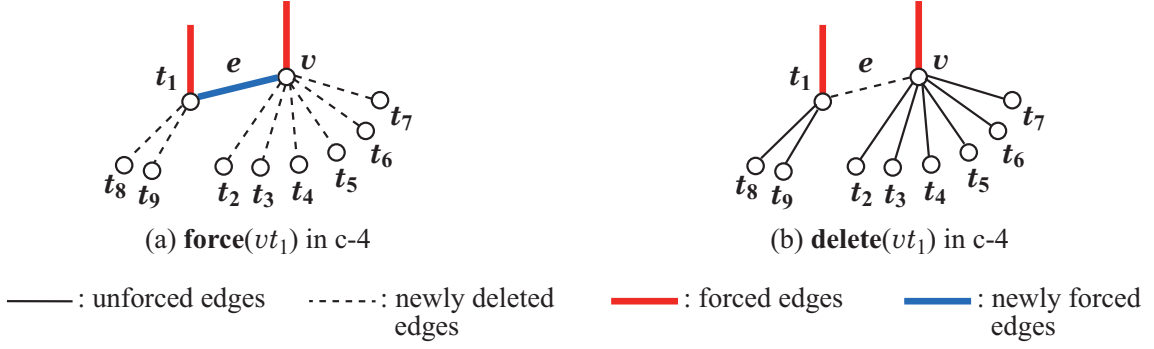 e v e v
t₁ t₁
t₇ t₇
t₆ t₆
t₈ t₉ t₂ t₃ t₄ t₅ t₈ t₉ t₂ t₃ t₄ t₅
(a) force(vt₁) in c-4 (b) delete(vt₁) in c-4
: unforced edges : newly deleted : forced edges : newly forced
edges edges